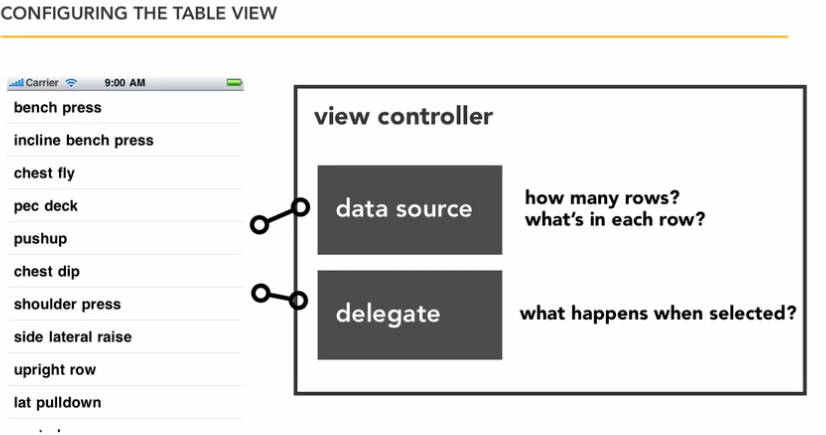 CONFIGURING THE TABLE VIEW
Carrier 9:00 AM
bench press
incline bench press
chest fly
pec deck
pushup
chest dip
shoulder press
side lateral raise
upright row
lat pulldown
view controller
data source
how many rows?
what's in each row?
delegate
what happens when selected?